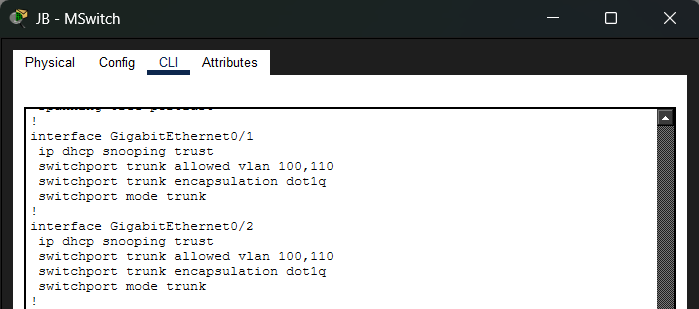 JB - MSwitch
Physical Config CLI Attributes
!
interface GigabitEthernet0/1
ip dhcp snooping trust
switchport trunk allowed vlan 100,110
switchport trunk encapsulation dot1q
switchport mode trunk
!
interface GigabitEthernet0/2
ip dhcp snooping trust
switchport trunk allowed vlan 100,110
switchport trunk encapsulation dot1q
switchport mode trunk
!